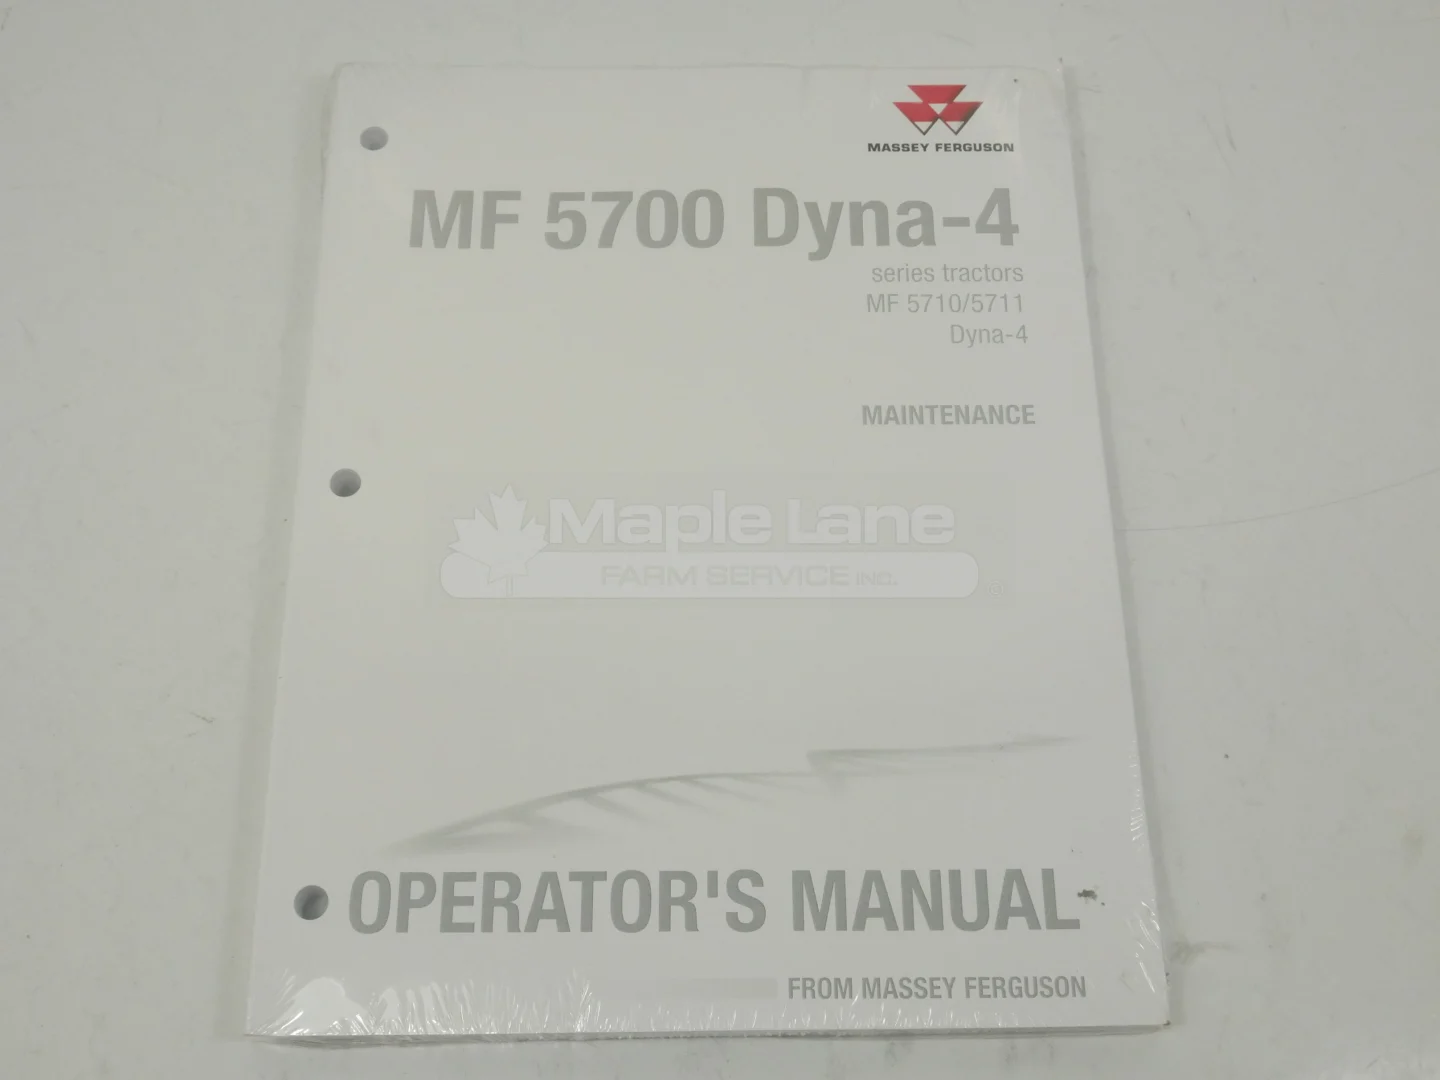 MASSEY FERGUSON
MF 5700 Dyna-4
series tractors
MF 5710/5711
Dyna-4
MAINTENANCE
Maple Lane
FARM SERVICE INC.
OPERATOR'S MANUAL
FROM MASSEY FERGUSON